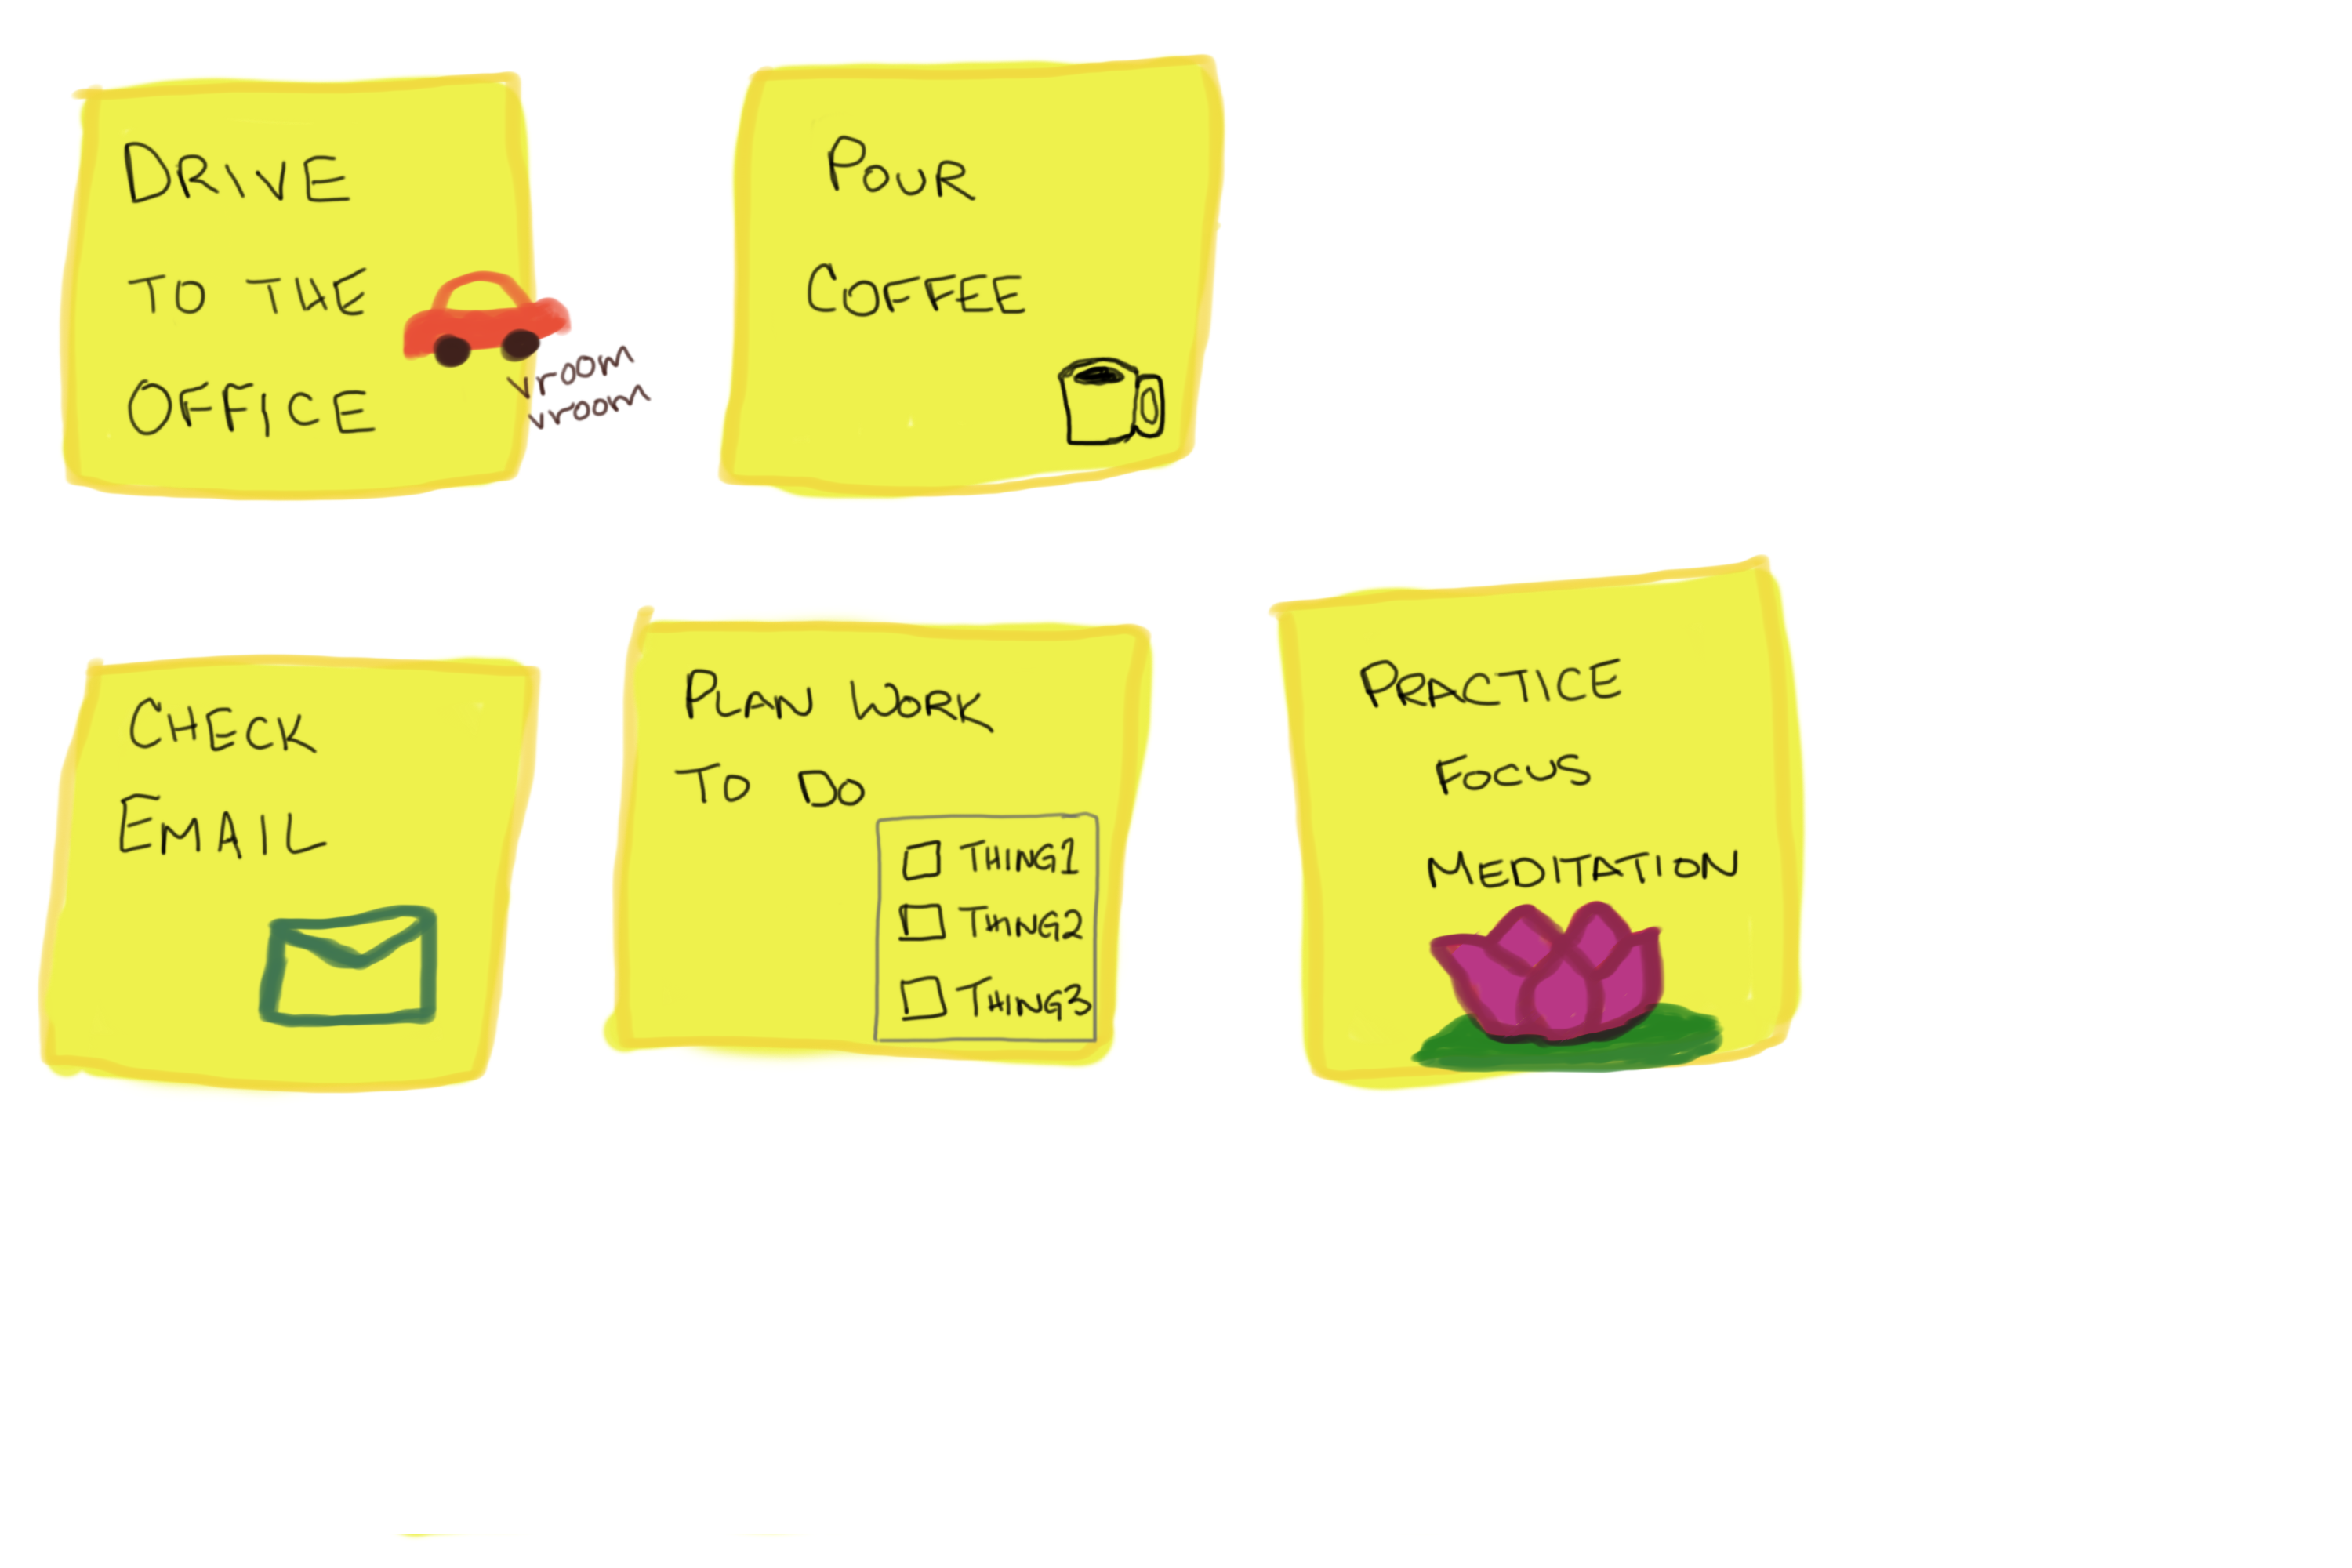 DRIVE
TO THE
OFFICE
vroom
vroom
POUR
COFFEE
CHECK
EMAIL
PLAN WORK
TO DO
THING1
THING2
THING3
PRACTICE
FOCUS
MEDITATION